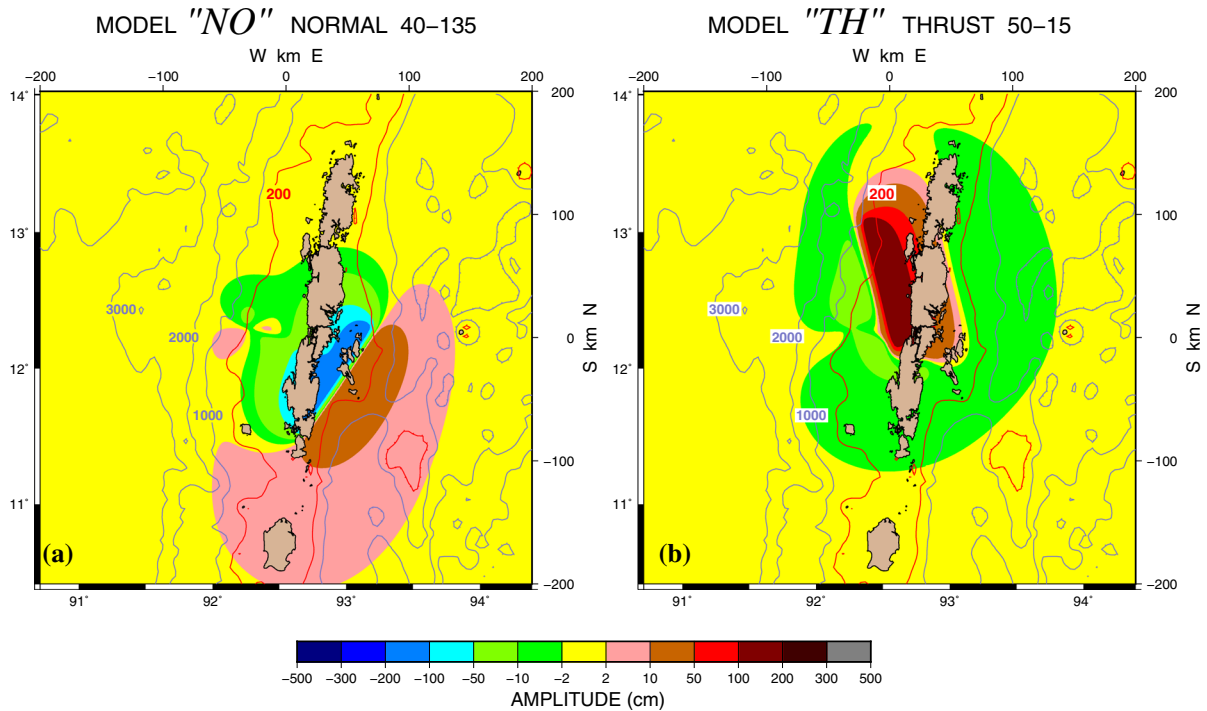 MODEL "NO" NORMAL 40−135
W km E
−200 −100 0 100 200
14˚
13˚
12˚
11˚
200
3000
2000
1000
(a)
91˚ 92˚ 93˚ 94˚
200
100
0
−100
−200
S km N
MODEL "TH" THRUST 50−15
W km E
−200 −100 0 100 200
14˚
13˚
12˚
11˚
200
3000
2000
1000
(b)
91˚ 92˚ 93˚ 94˚
200
100
0
−100
−200
S km N
−500 −300 −200 −100 −50 −10 −2 2 10 50 100 200 300 500
AMPLITUDE (cm)